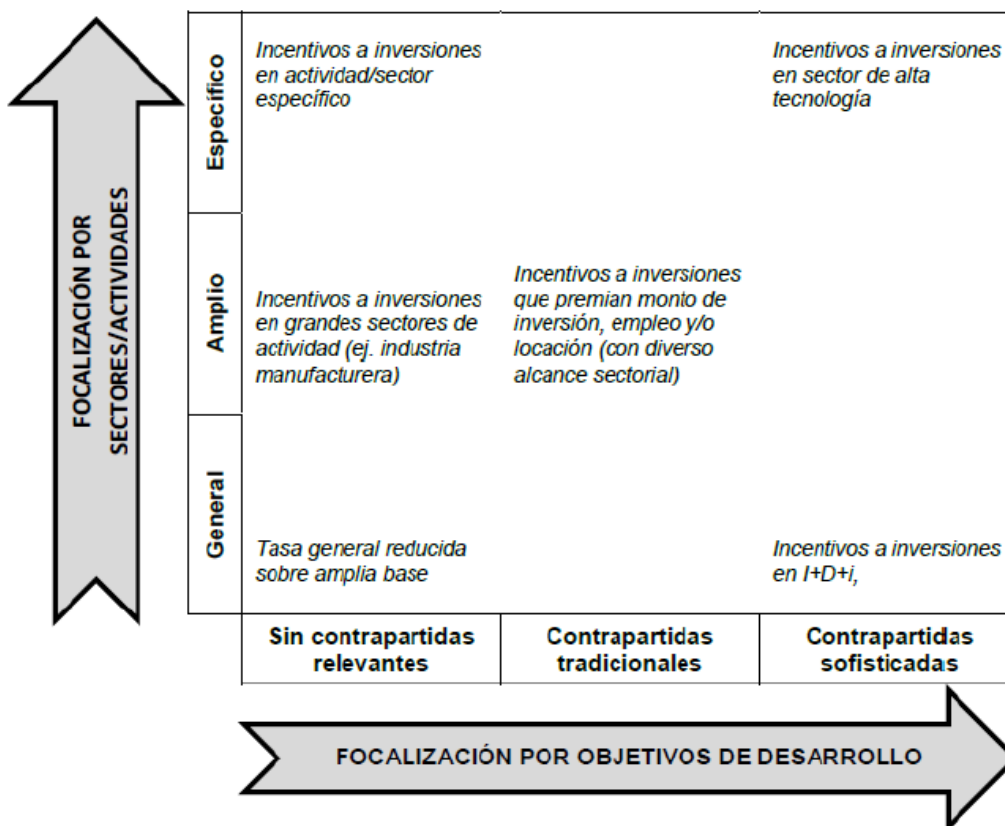 FOCALIZACIÓN POR
SECTORES/ACTIVIDADES
Específico
Incentivos a inversiones
en actividad/sector
específico
Incentivos a inversiones
en sector de alta
tecnología
Amplio
Incentivos a inversiones
en grandes sectores de
actividad (ej. industria
manufacturera)
Incentivos a inversiones
que premian monto de
inversión, empleo y/o
locación (con diverso
alcance sectorial)
General
Tasa general reducida
sobre amplia base
Incentivos a inversiones
en I+D+i,
Sin contrapartidas
relevantes
Contrapartidas
tradicionales
Contrapartidas
sofisticadas
FOCALIZACIÓN POR OBJETIVOS DE DESARROLLO